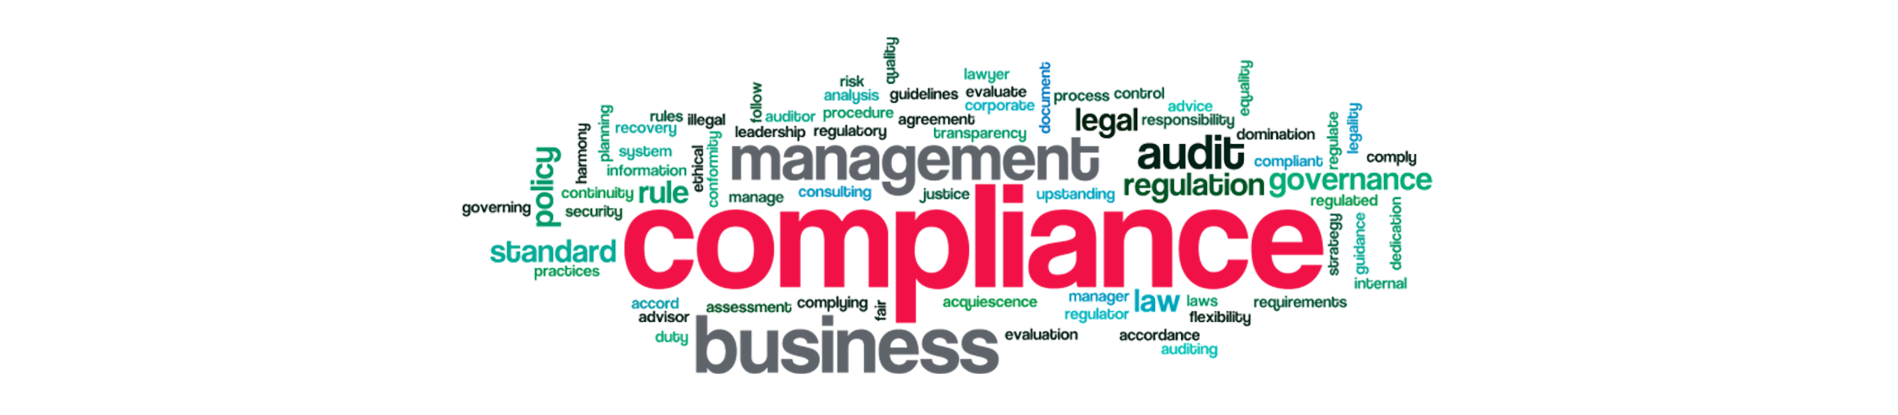 quality
risk
lawyer
analysis
guidelines
evaluate
document
process
control
equality
follow
corporate
advice
rules
illegal
auditor
procedure
agreement
legal
responsibility
planning
recovery
leadership
regulatory
transparency
domination
regulate
legality
harmony
system
ethical
conformity
management
audit
compliant
comply
policy
information
continuity
rule
manage
consulting
justice
upstanding
regulation
governance
governing
security
regulated
compliance
standard
practices
strategy
guidance
dedication
internal
accord
assessment
complying
fair
acquiescence
manager
law
laws
requirements
advisor
regulator
flexibility
duty
business
evaluation
accordance
auditing